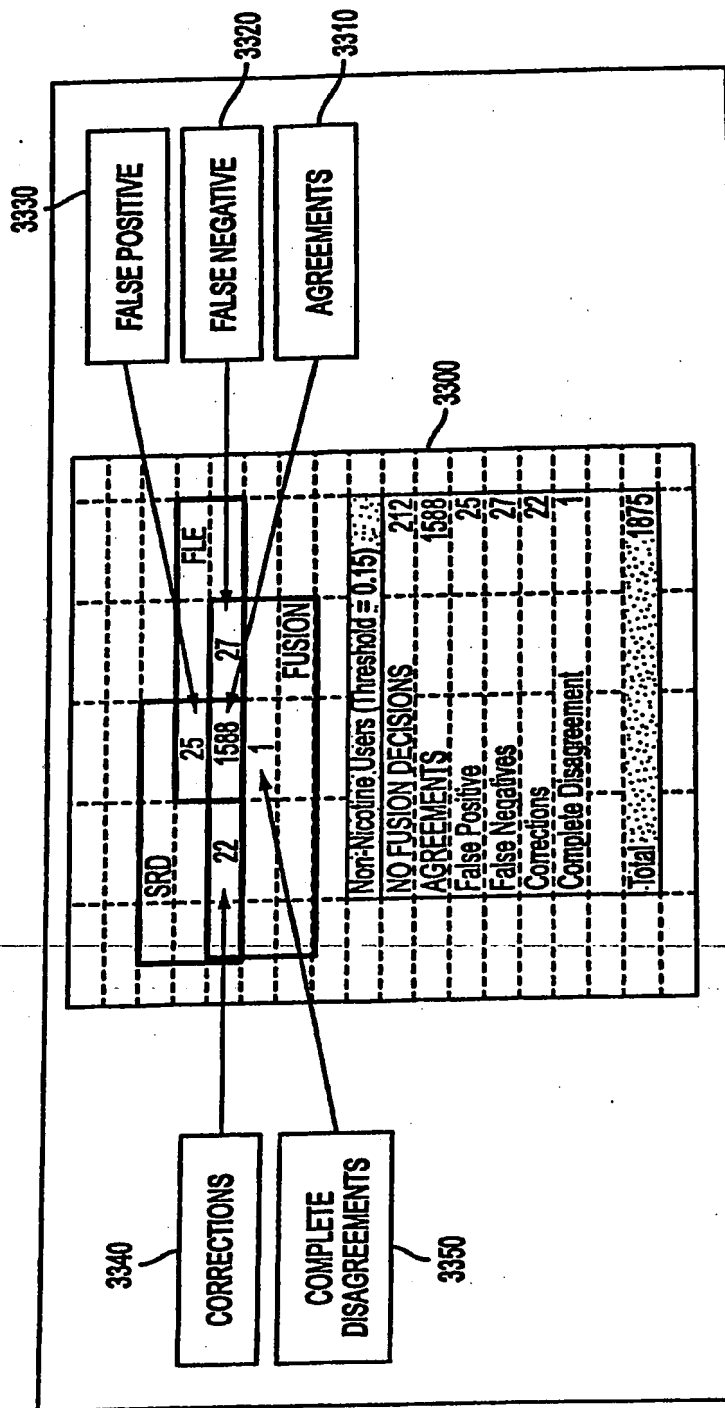 3330
FALSE POSITIVE
3320
FALSE NEGATIVE
3310
AGREEMENTS
3340
CORRECTIONS
3350
COMPLETE
DISAGREEMENTS
3300
SRD
25 FLE
22 1588 27
1
FUSION
Non-Nicotine Users (Threshold = 0.15)
NO FUSION DECISIONS 212
AGREEMENTS 1588
False Positive 25
False Negatives 27
Corrections 22
Complete Disagreement 1
Total 1875